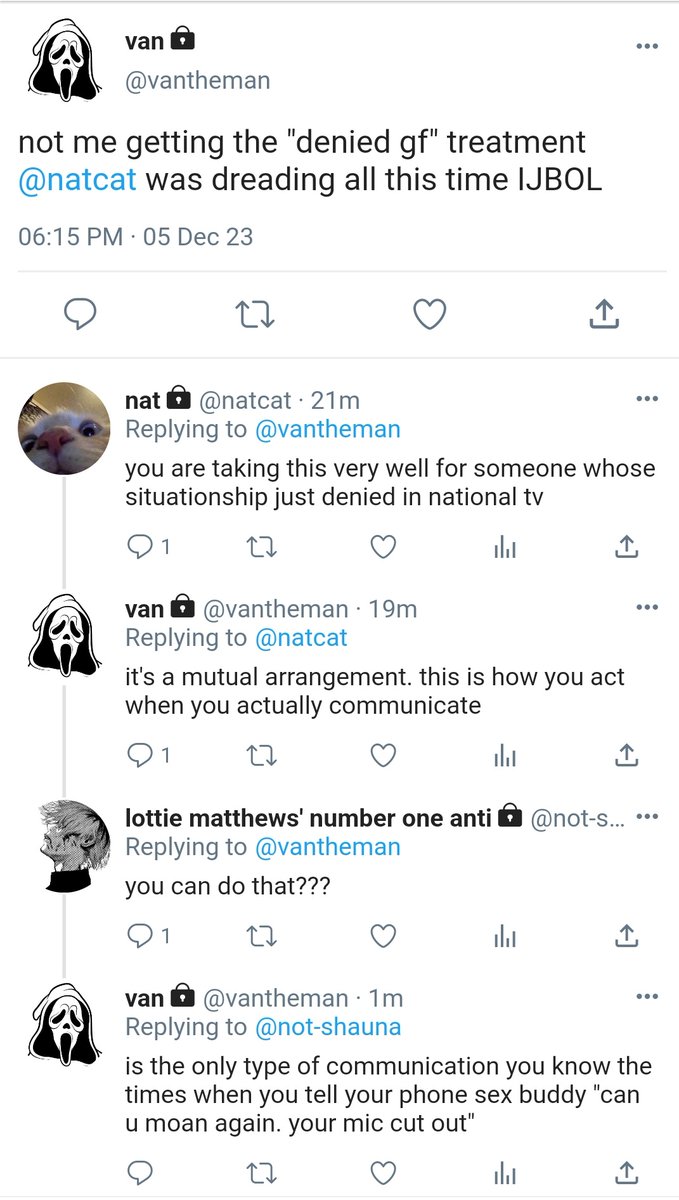 van
@vantheman
not me getting the "denied gf" treatment
@natcat was dreading all this time IJBOL
06:15 PM · 05 Dec 23
nat @natcat · 21m
Replying to @vantheman
you are taking this very well for someone whose
situationship just denied in national tv
1
van @vantheman · 19m
Replying to @natcat
it's a mutual arrangement. this is how you act
when you actually communicate
1
lottie matthews' number one anti @not-s...
Replying to @vantheman
you can do that???
1
van @vantheman · 1m
Replying to @not-shauna
is the only type of communication you know the
times when you tell your phone sex buddy "can
u moan again. your mic cut out"